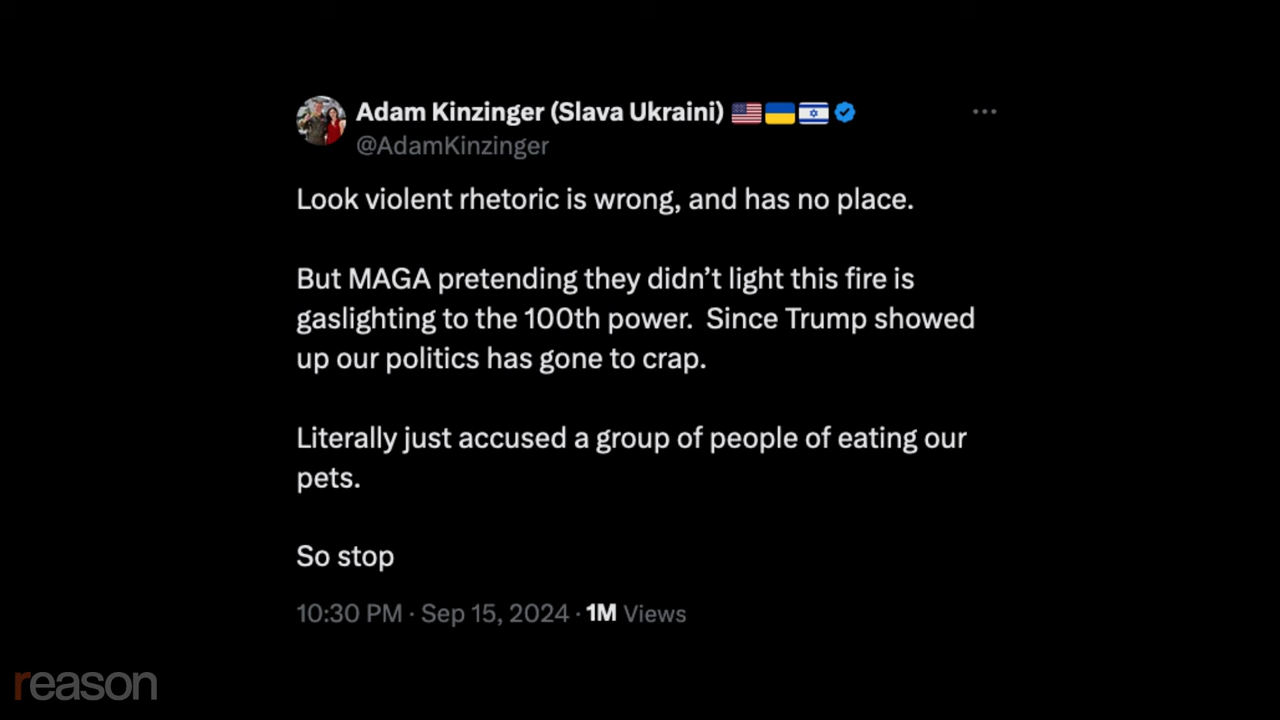 Adam Kinzinger (Slava Ukraini) 🇺🇸🇺🇦🇮🇱
@AdamKinzinger
Look violent rhetoric is wrong, and has no place.
But MAGA pretending they didn’t light this fire is
gaslighting to the 100th power.  Since Trump showed
up our politics has gone to crap.
Literally just accused a group of people of eating our
pets.
So stop
10:30 PM · Sep 15, 2024 · 1M Views
reason